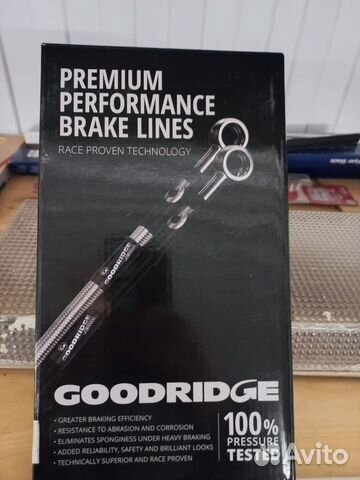 PREMIUM
PERFORMANCE
BRAKE LINES
RACE PROVEN TECHNOLOGY
GOODRIDGE
GOODRIDGE
• GREATER BRAKING EFFICIENCY
• RESISTANCE TO ABRASION AND CORROSION
• ELIMINATES SPONGINESS UNDER HEAVY BRAKING
• ADDED RELIABILITY, SAFETY AND BRILLIANT LOOKS
• TECHNICALLY SUPERIOR AND RACE PROVEN
100%
PRESSURE
TESTED
Avito